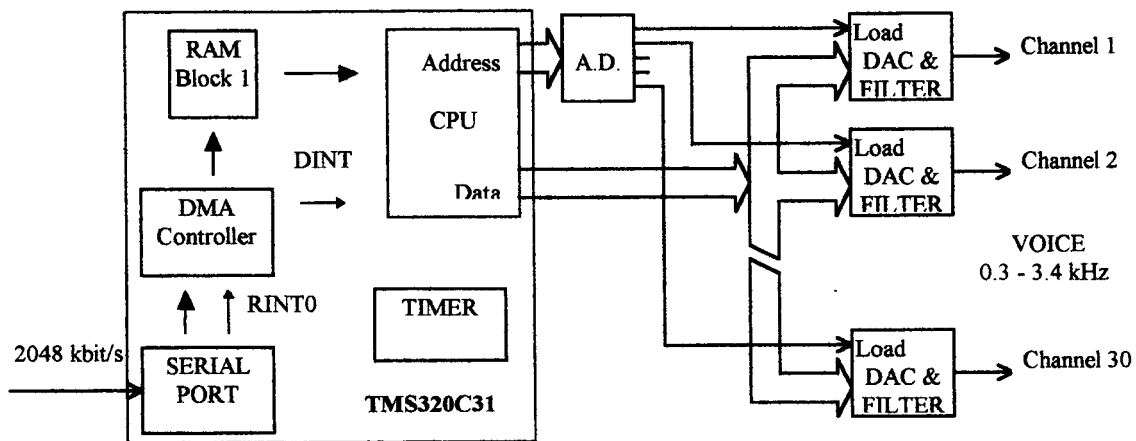 RAM
Block 1
Address
CPU
Data
DINT
DMA
Controller
RINT0
TIMER
2048 kbit/s
SERIAL
PORT
TMS320C31
A.D.
Load
DAC &
FILTER
Channel 1
Load
DAC &
FILTER
Channel 2
VOICE
0.3 - 3.4 kHz
Load
DAC &
FILTER
Channel 30